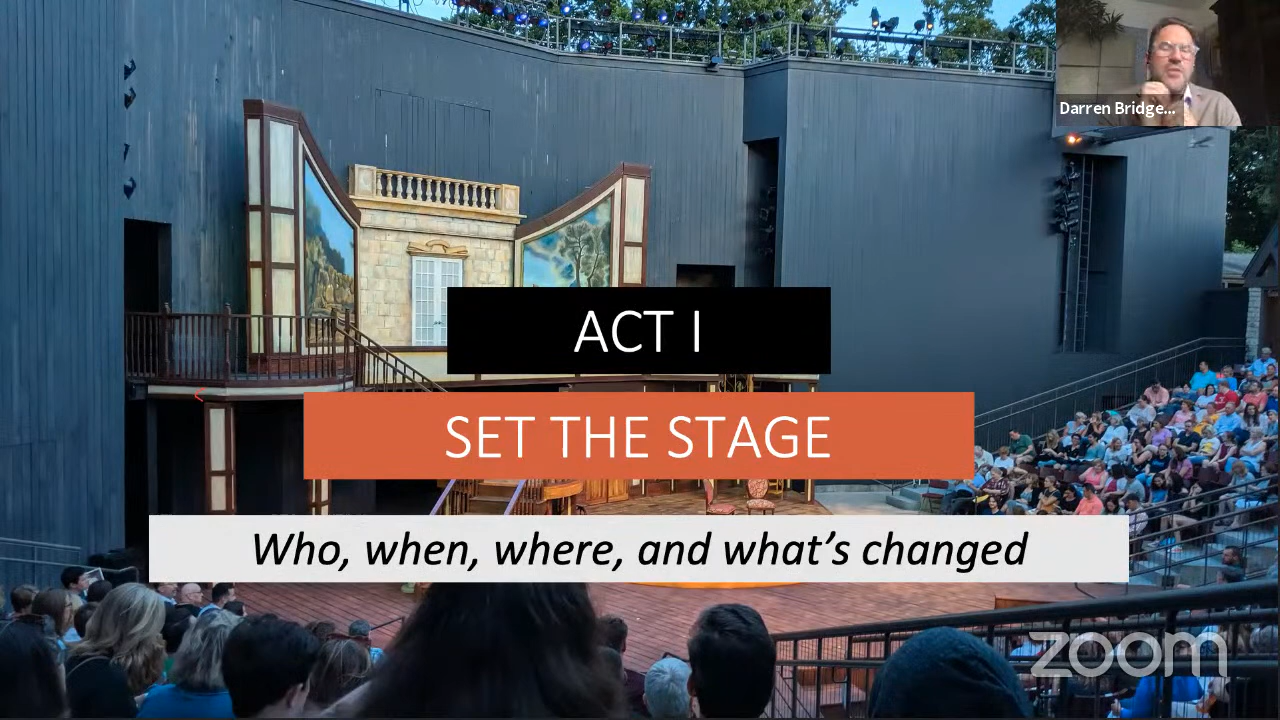 Darren Bridge...
ACT I
SET THE STAGE
Who, when, where, and what's changed
zoom